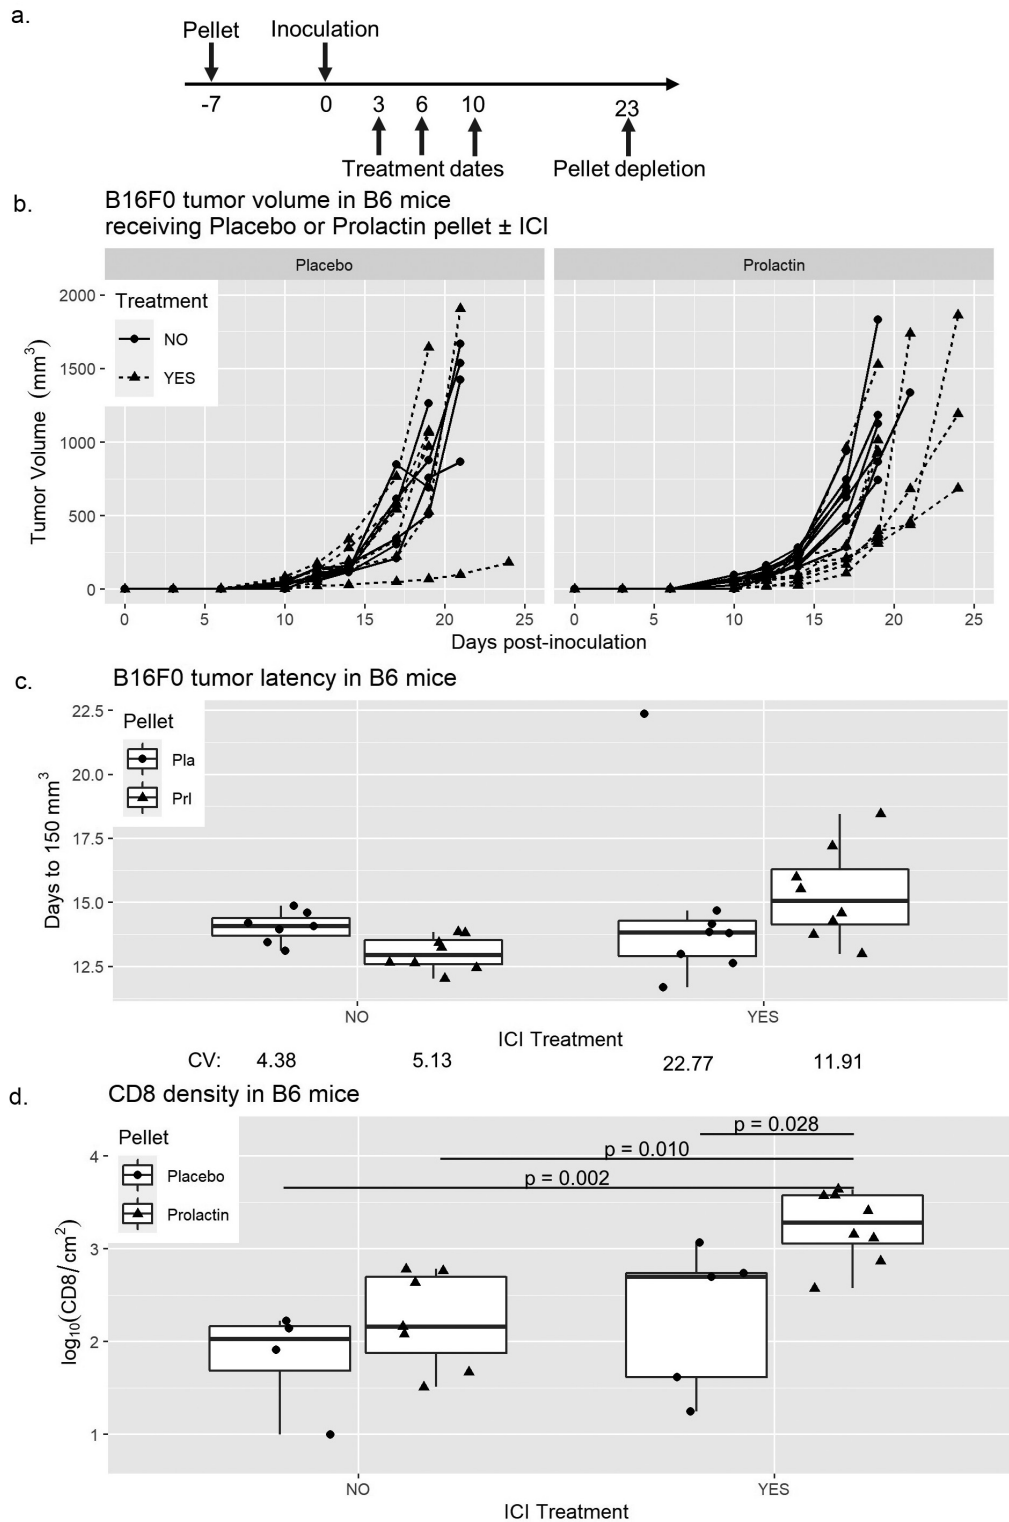 a.
Pellet Inoculation
-7 0 3 6 10 23
Treatment dates Pellet depletion
b. B16F0 tumor volume in B6 mice
receiving Placebo or Prolactin pellet ± ICI
Placebo Prolactin
Treatment
NO
YES
Tumor Volume (mm³)
2000
1500
1000
500
0
0 5 10 15 20 25 0 5 10 15 20 25
Days post-inoculation
c. B16F0 tumor latency in B6 mice
Pellet
Pla
Prl
Days to 150 mm³
22.5
20.0
17.5
15.0
12.5
NO YES
ICI Treatment
CV: 4.38 5.13 22.77 11.91
d. CD8 density in B6 mice
Pellet
Placebo
Prolactin
p = 0.028
p = 0.010
p = 0.002
log₁₀(CD8/cm²)
4
3
2
1
NO YES
ICI Treatment